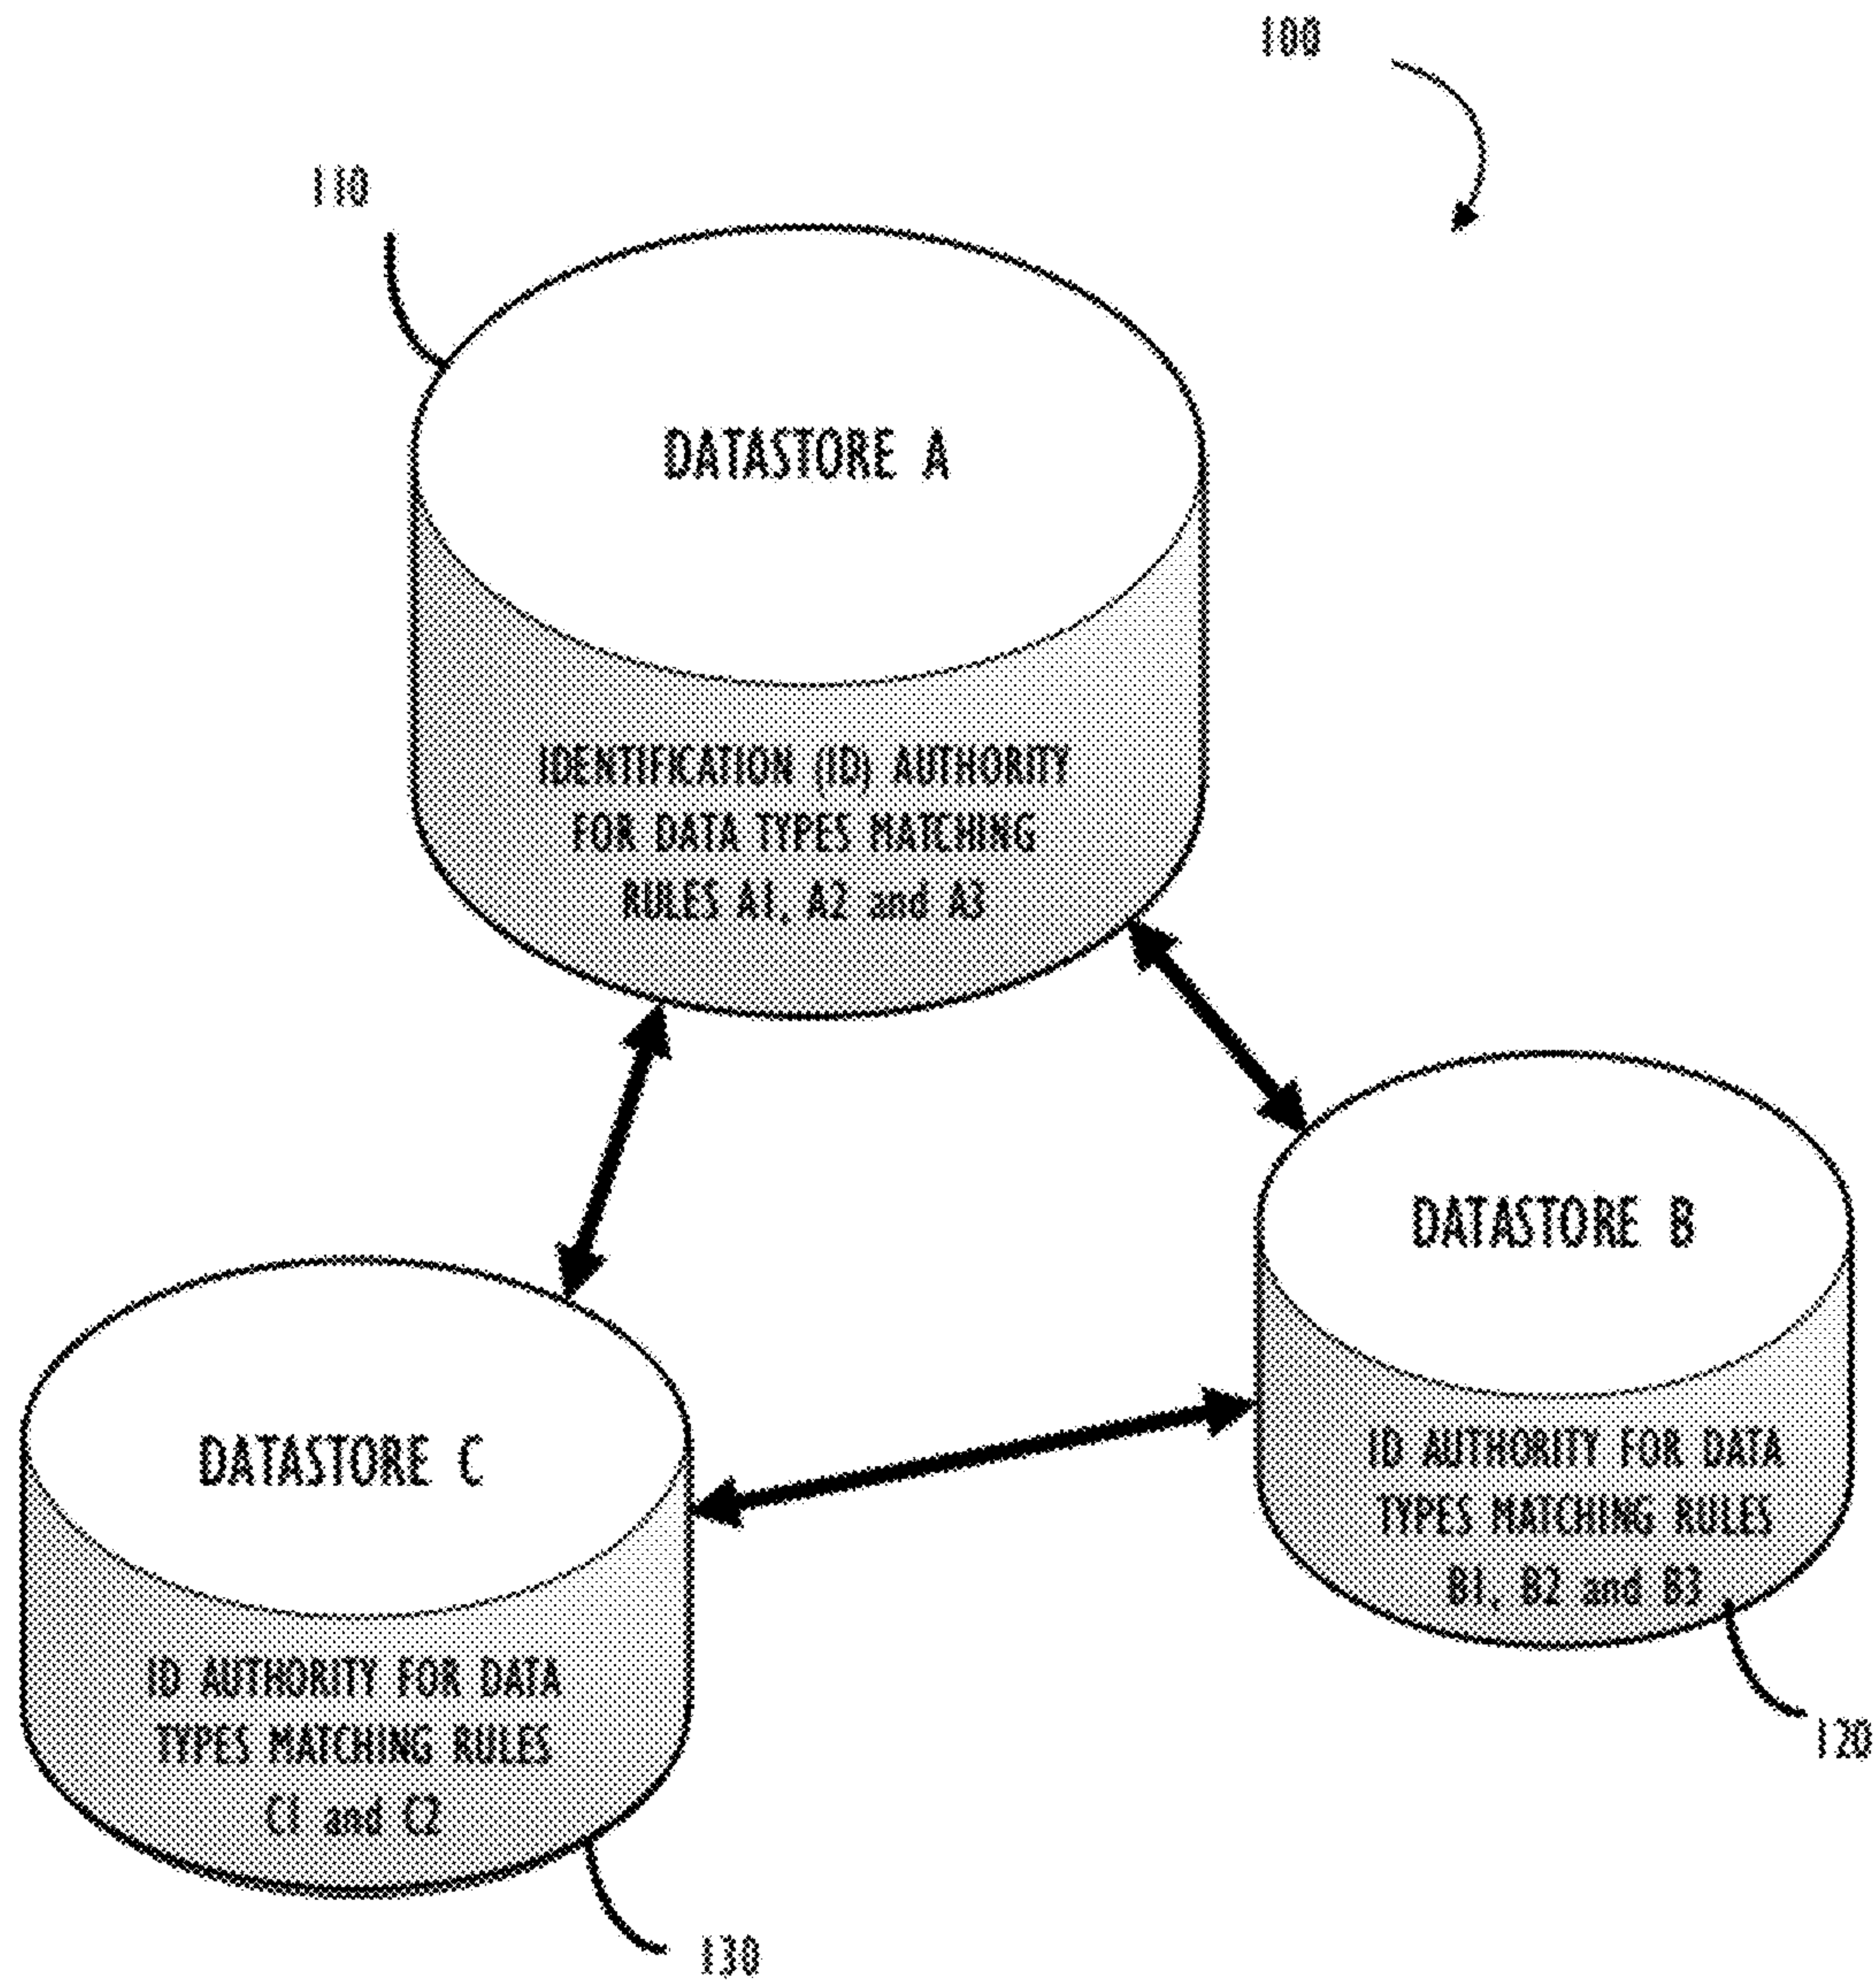 100
110
DATASTORE A
IDENTIFICATION (ID) AUTHORITY
FOR DATA TYPES MATCHING
RULES A1, A2 and A3
DATASTORE B
ID AUTHORITY FOR DATA
TYPES MATCHING RULES
B1, B2 and B3
120
DATASTORE C
ID AUTHORITY FOR DATA
TYPES MATCHING RULES
C1 and C2
130